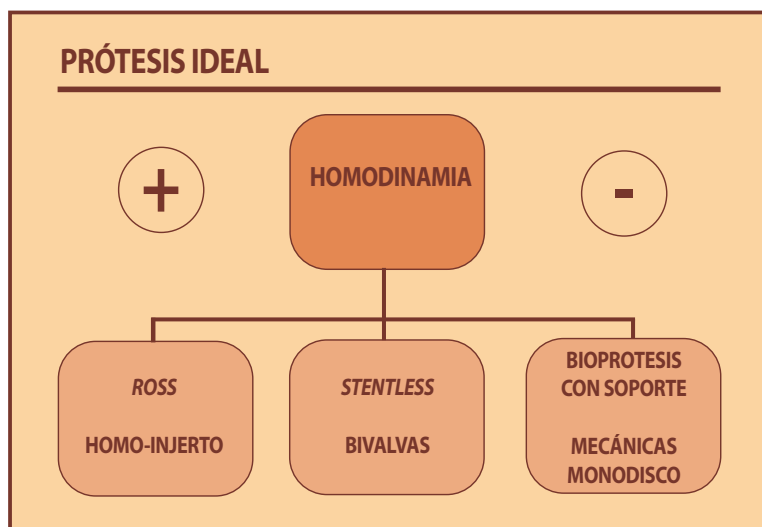 PRÓTESIS IDEAL
+
HOMODINAMIA
-
ROSS
HOMO-INJERTO
STENTLESS
BIVALVAS
BIOPROTESIS
CON SOPORTE
MECÁNICAS
MONODISCO